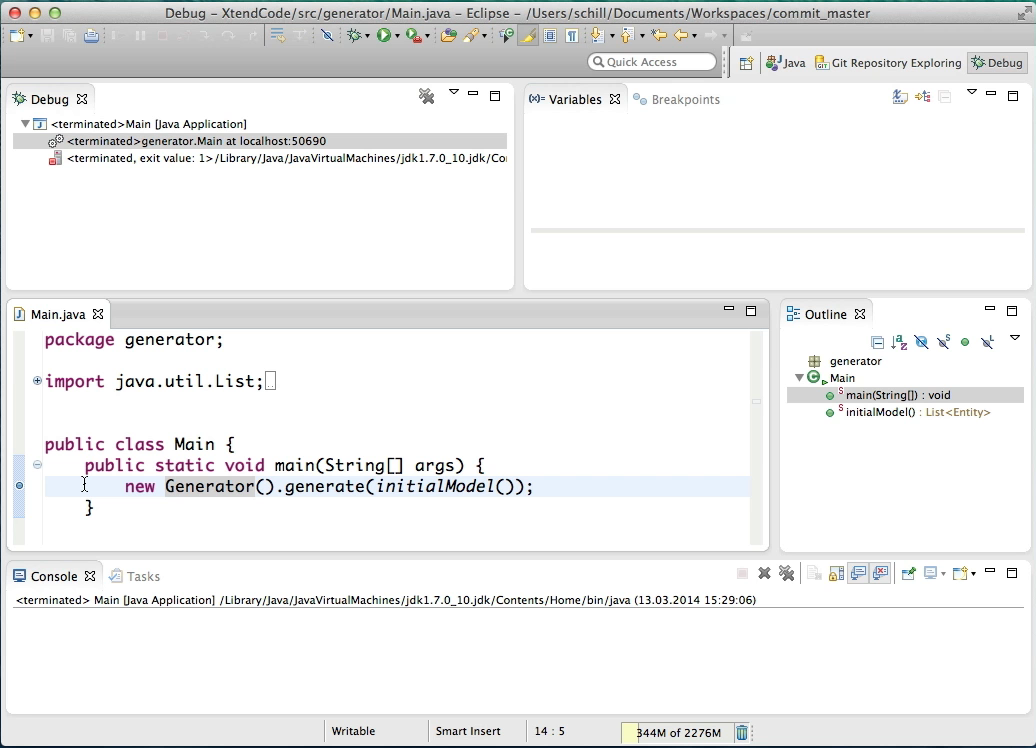 Debug – XtendCode/src/generator/Main.java – Eclipse – /Users/schill/Documents/Workspaces/commit_master
Quick Access
Java
Git Repository Exploring
Debug
Debug
<terminated>Main [Java Application]
<terminated>generator.Main at localhost:50690
<terminated, exit value: 1>/Library/Java/JavaVirtualMachines/jdk1.7.0_10.jdk/Co
(x)= Variables
Breakpoints
Main.java
package generator;
import java.util.List;
public class Main {
public static void main(String[] args) {
new Generator().generate(initialModel());
}
Outline
generator
Main
main(String[]) : void
initialModel() : List<Entity>
Console
Tasks
<terminated> Main [Java Application] /Library/Java/JavaVirtualMachines/jdk1.7.0_10.jdk/Contents/Home/bin/java (13.03.2014 15:29:06)
Writable
Smart Insert
14 : 5
344M of 2276M